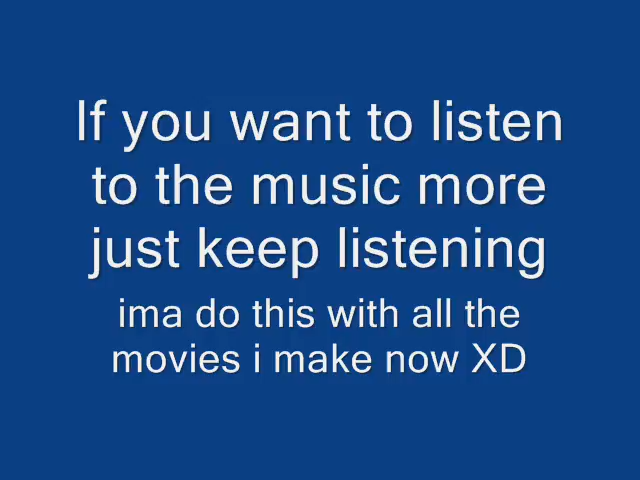 If you want to listen
to the music more
just keep listening
ima do this with all the
movies i make now XD